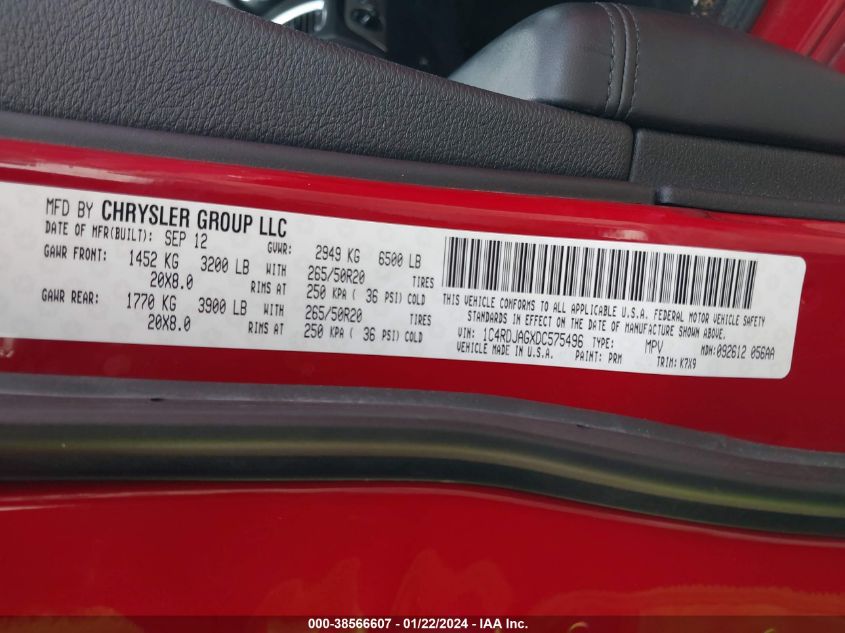 MFD BY CHRYSLER GROUP LLC
DATE OF MFR(BUILT): SEP 12 GVWR: 2949 KG 6500 LB
GAWR FRONT: 1452 KG 3200 LB WITH 265/50R20 TIRES
20X8.0 RIMS AT 250 KPA ( 36 PSI) COLD
GAWR REAR: 1770 KG 3900 LB WITH 265/50R20 TIRES
20X8.0 RIMS AT 250 KPA ( 36 PSI) COLD
THIS VEHICLE CONFORMS TO ALL APPLICABLE U.S.A. FEDERAL MOTOR VEHICLE SAFETY
STANDARDS IN EFFECT ON THE DATE OF MANUFACTURE SHOWN ABOVE.
VIN: 1C4RDJAGXDC575496 TYPE: MPV MDH:092612 056AA
VEHICLE MADE IN U.S.A. PAINT: PRM TRIM: K7X9
000-38566607 - 01/22/2024 - IAA Inc.